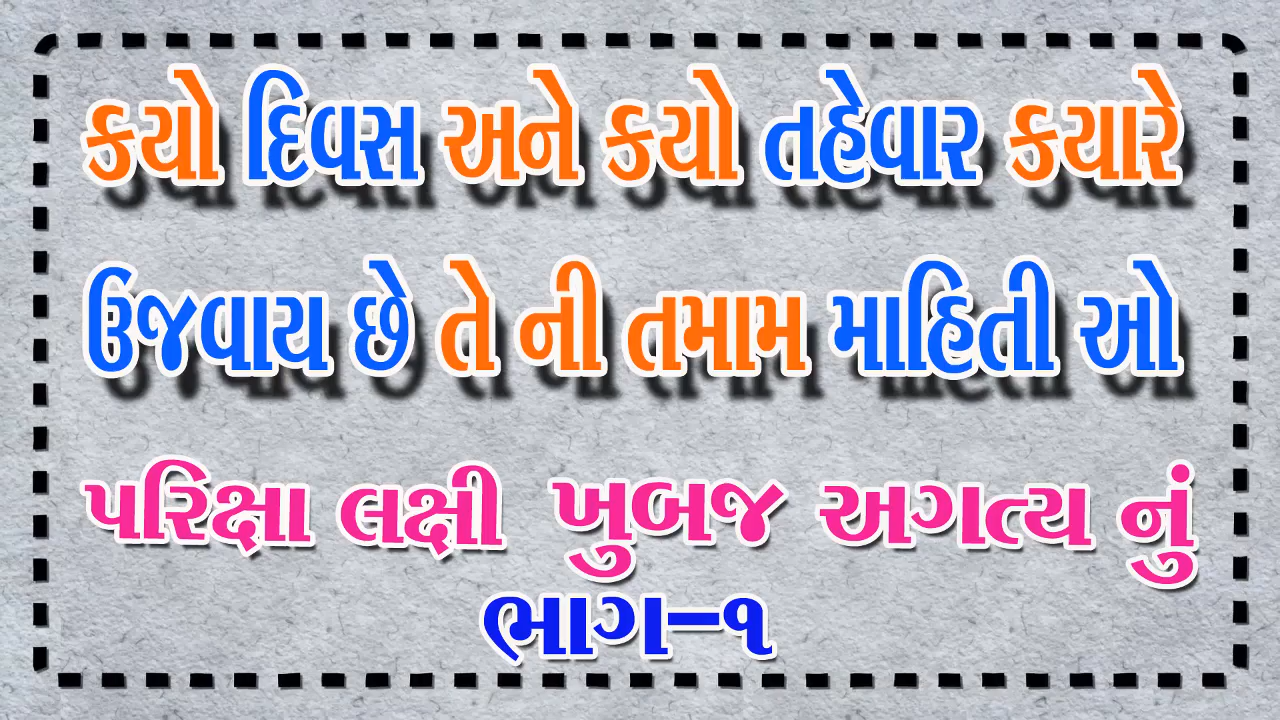 કયો દિવસ અને કયો તહેવાર કયારે
ઉજવાય છે તે ની તમામ માહિતી ઓ
પરિક્ષા લક્ષી ખુબજ અગત્ય નું
ભાગ–૧